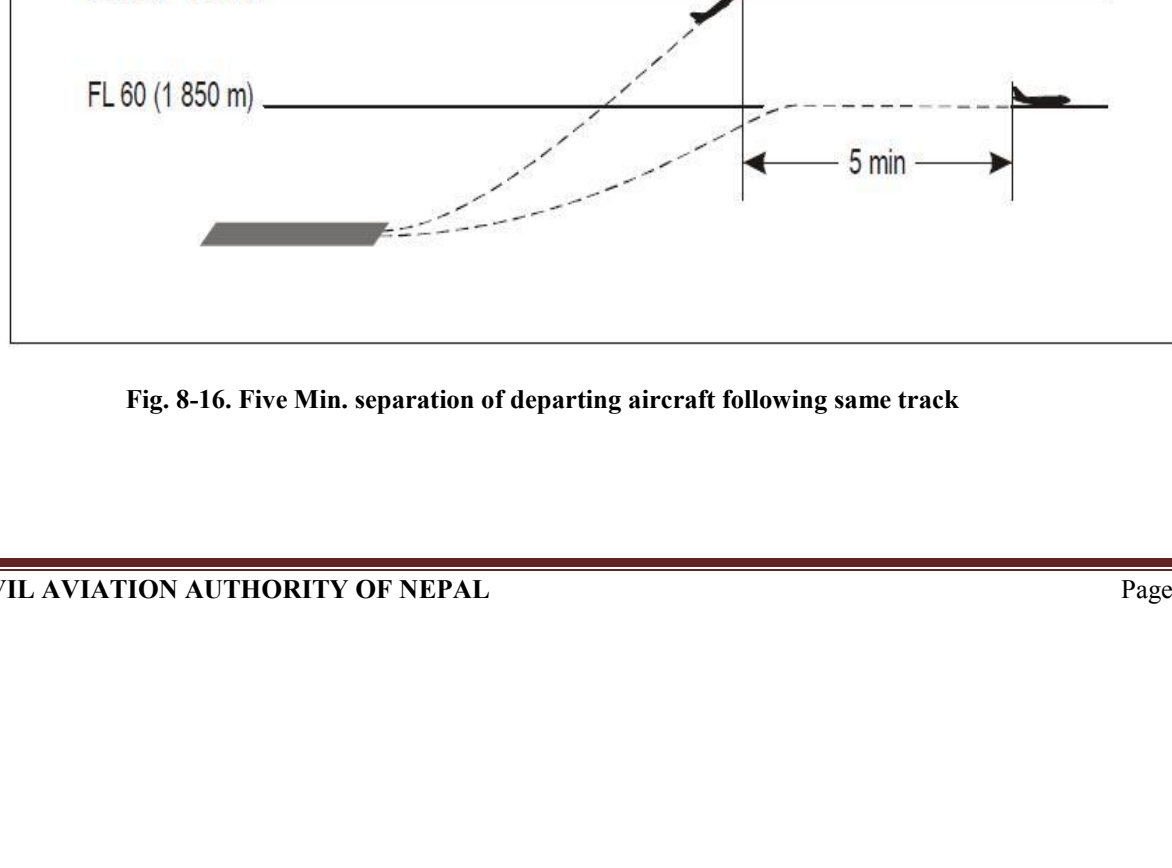 FL 60 (1 850 m)
5 min
Fig. 8-16. Five Min. separation of departing aircraft following same track
VIL AVIATION AUTHORITY OF NEPAL
Page